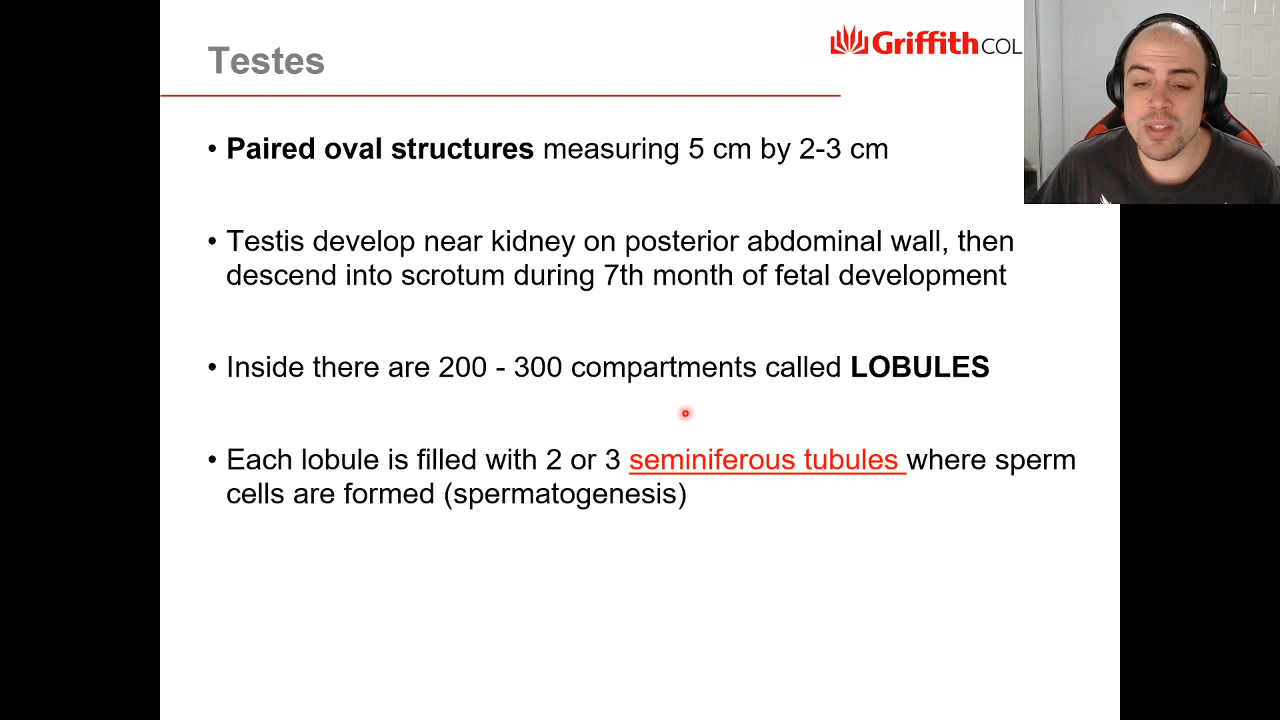 Testes
Griffith COL
• Paired oval structures measuring 5 cm by 2-3 cm
• Testis develop near kidney on posterior abdominal wall, then
descend into scrotum during 7th month of fetal development
• Inside there are 200 - 300 compartments called LOBULES
• Each lobule is filled with 2 or 3 seminiferous tubules where sperm
cells are formed (spermatogenesis)